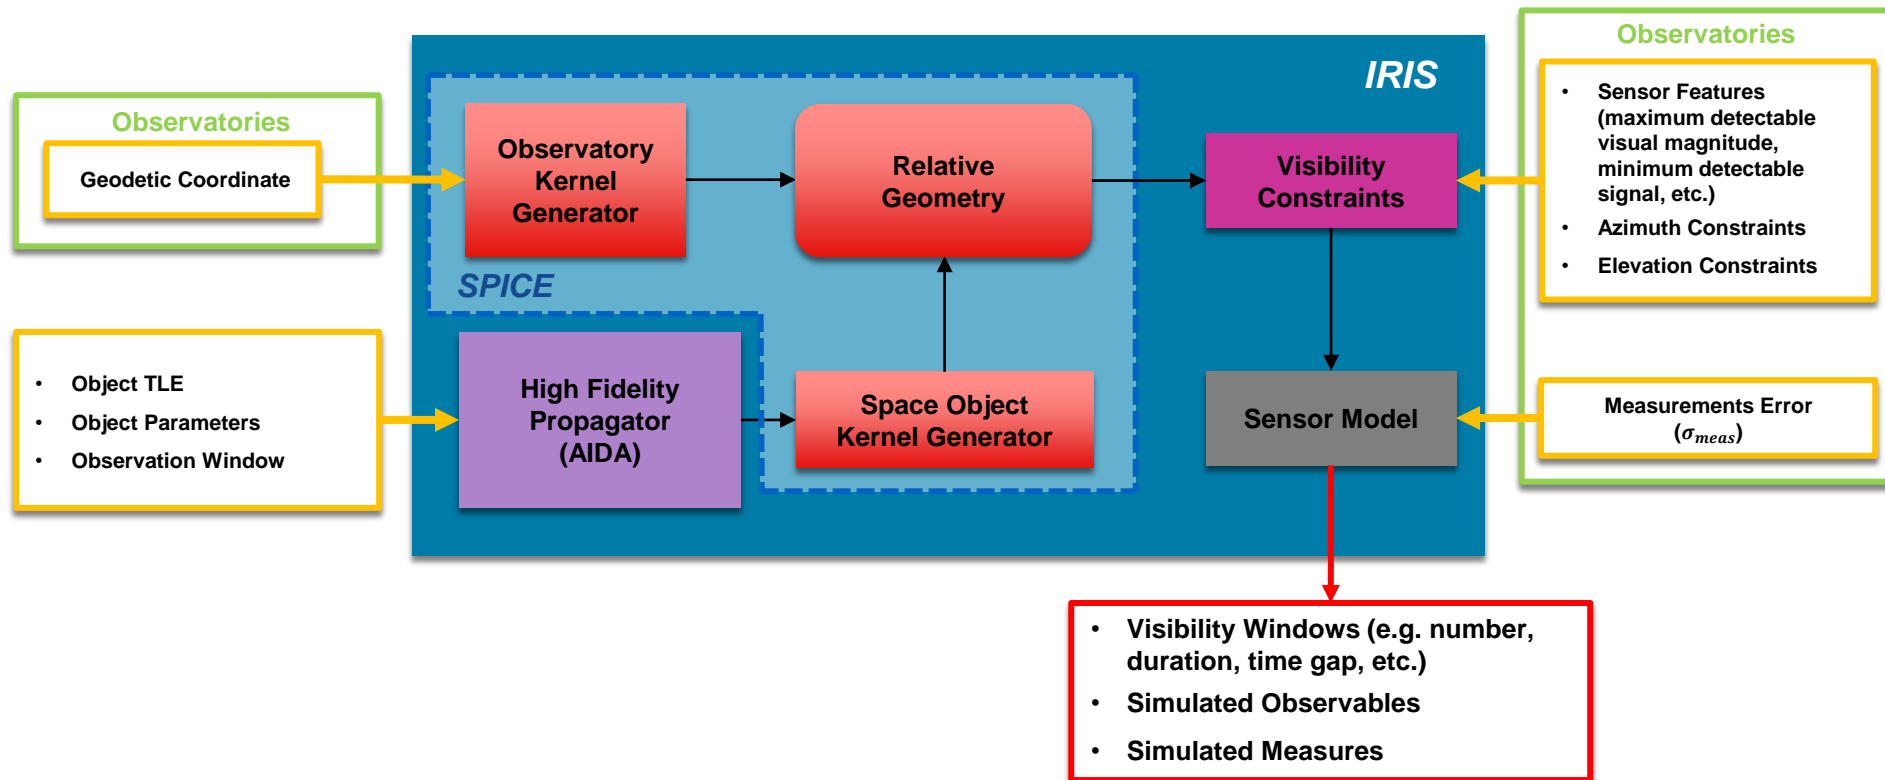 Observatories
Geodetic Coordinate
• Object TLE
• Object Parameters
• Observation Window
IRIS
SPICE
Observatory
Kernel
Generator
Relative
Geometry
High Fidelity
Propagator
(AIDA)
Space Object
Kernel Generator
Visibility
Constraints
Sensor Model
Observatories
• Sensor Features
(maximum detectable
visual magnitude,
minimum detectable
signal, etc.)
• Azimuth Constraints
• Elevation Constraints
Measurements Error
(σ_meas)
• Visibility Windows (e.g. number,
duration, time gap, etc.)
• Simulated Observables
• Simulated Measures